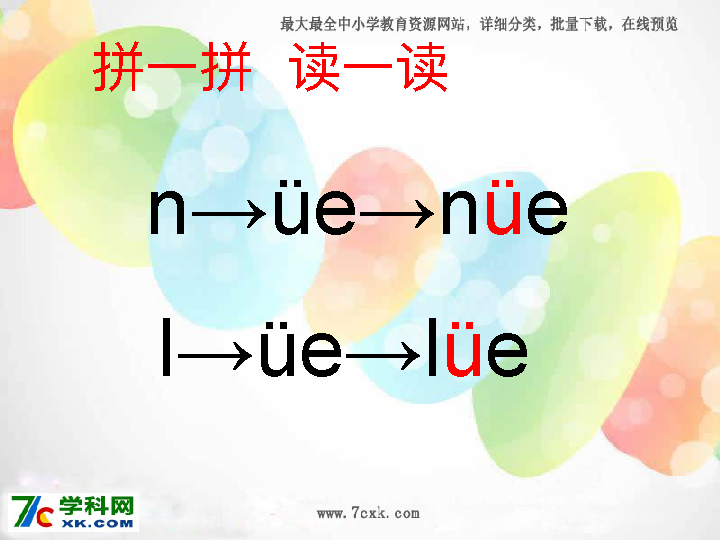 最大最全中小学教育资源网站，详细分类，批量下载，在线预览
拼一拼 读一读
n→üe→nüe
l→üe→lüe
7c学科网
XK.COM
www.7cxk.com